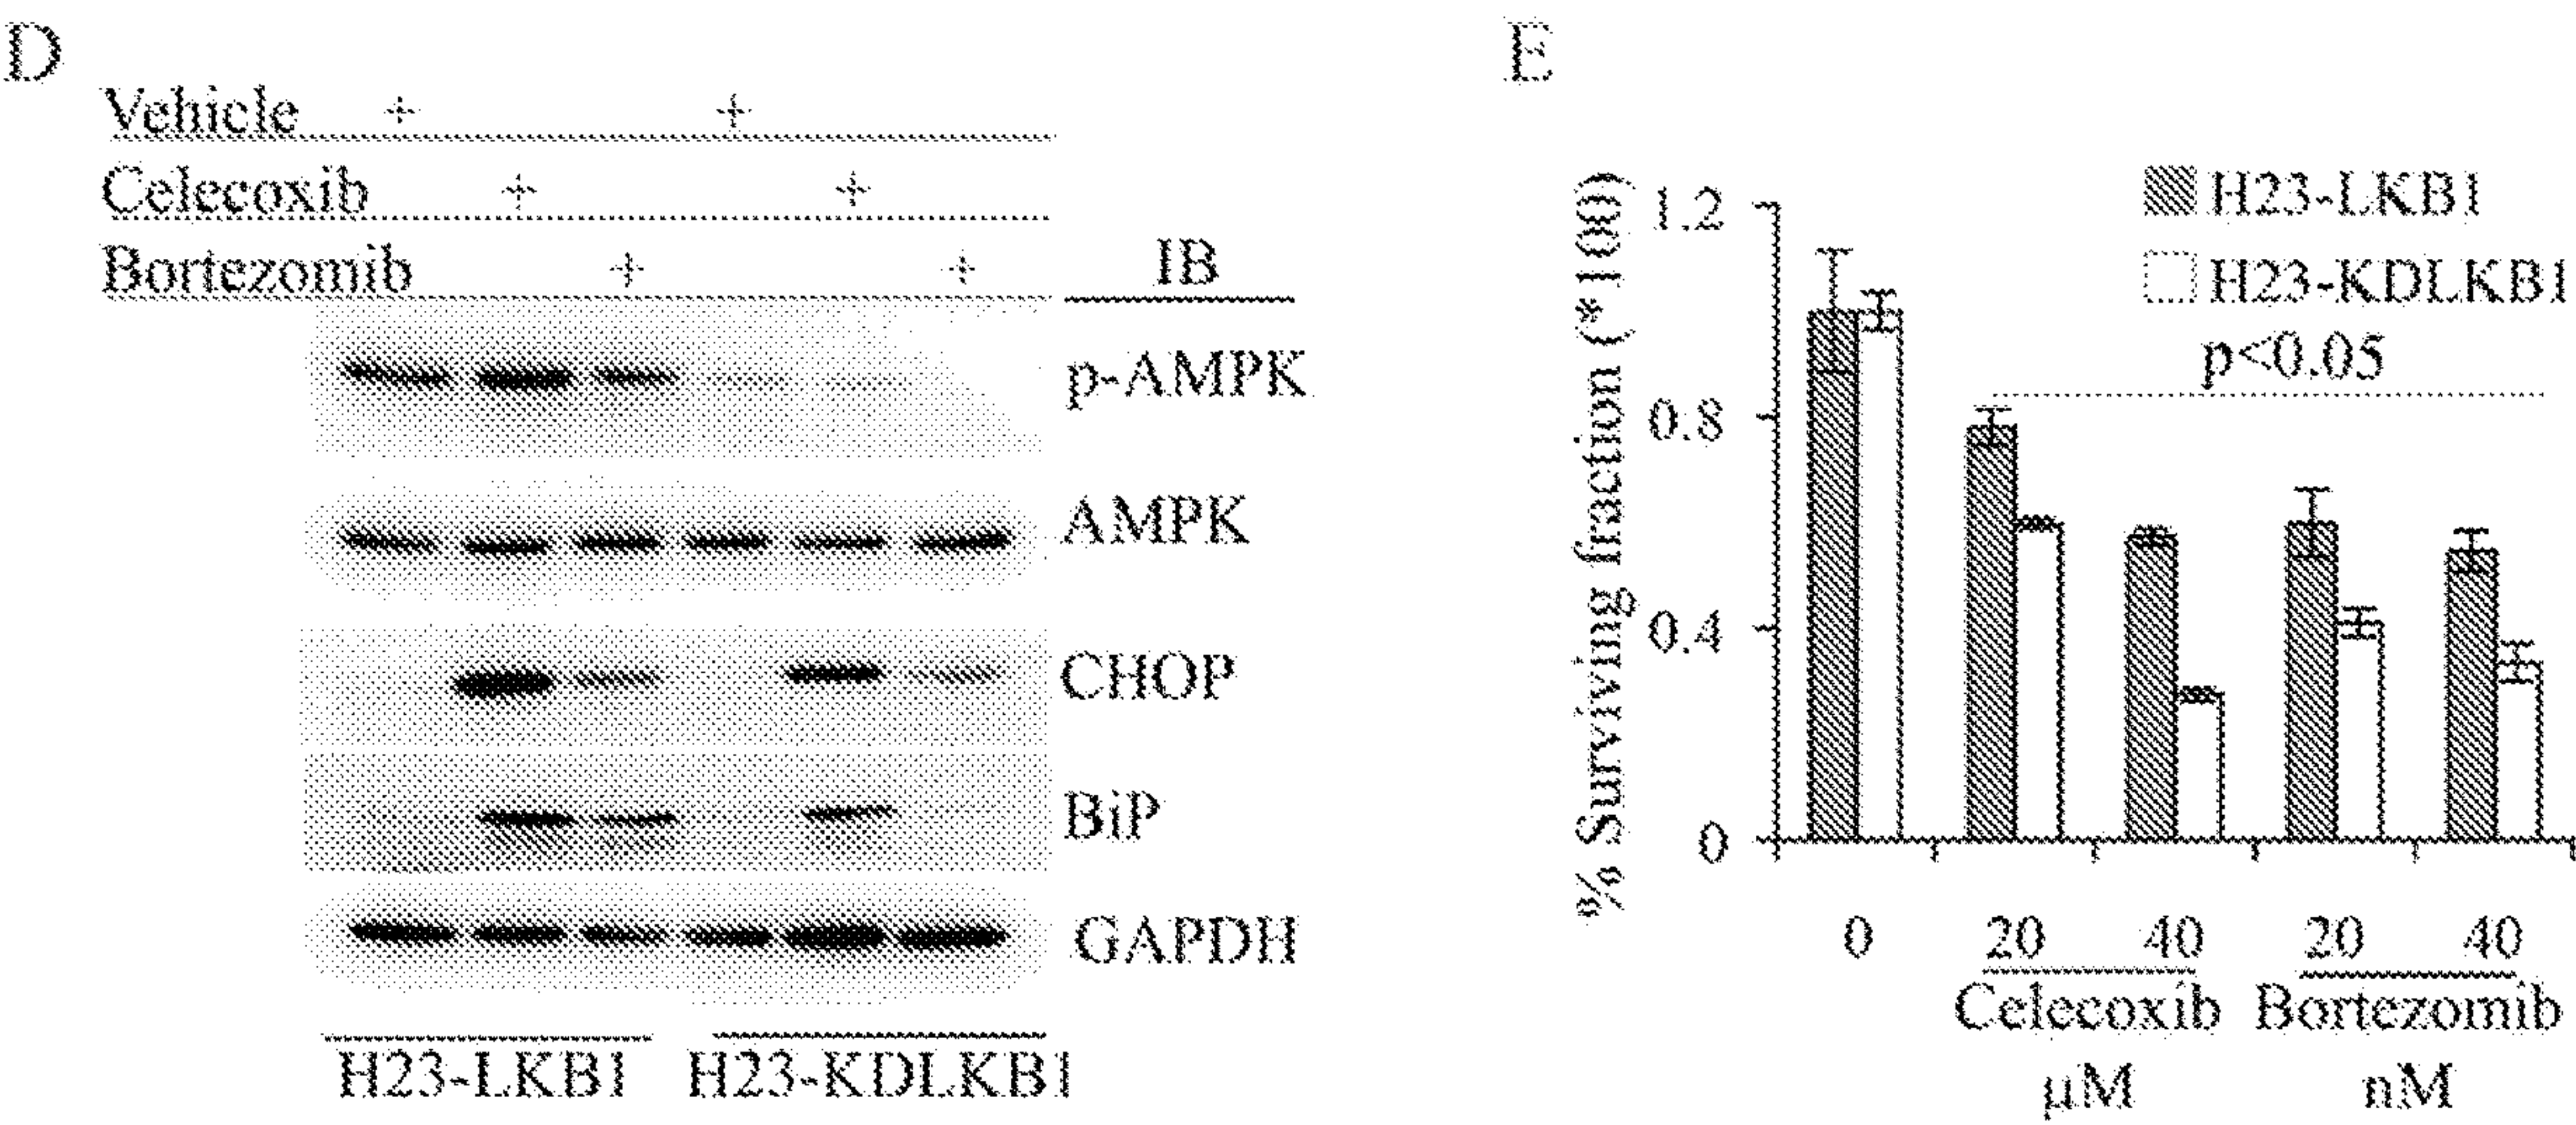 D
Vehicle + +
Celecoxib + +
Bortezomib + +
IB
p-AMPK
AMPK
CHOP
BiP
GAPDH
H23-LKB1 H23-KDLKB1
E
% Surviving fraction (*100)
1.2
0.8
0.4
0
H23-LKB1
H23-KDLKB1
p<0.05
0 20 40 20 40
Celecoxib Bortezomib
μM nM